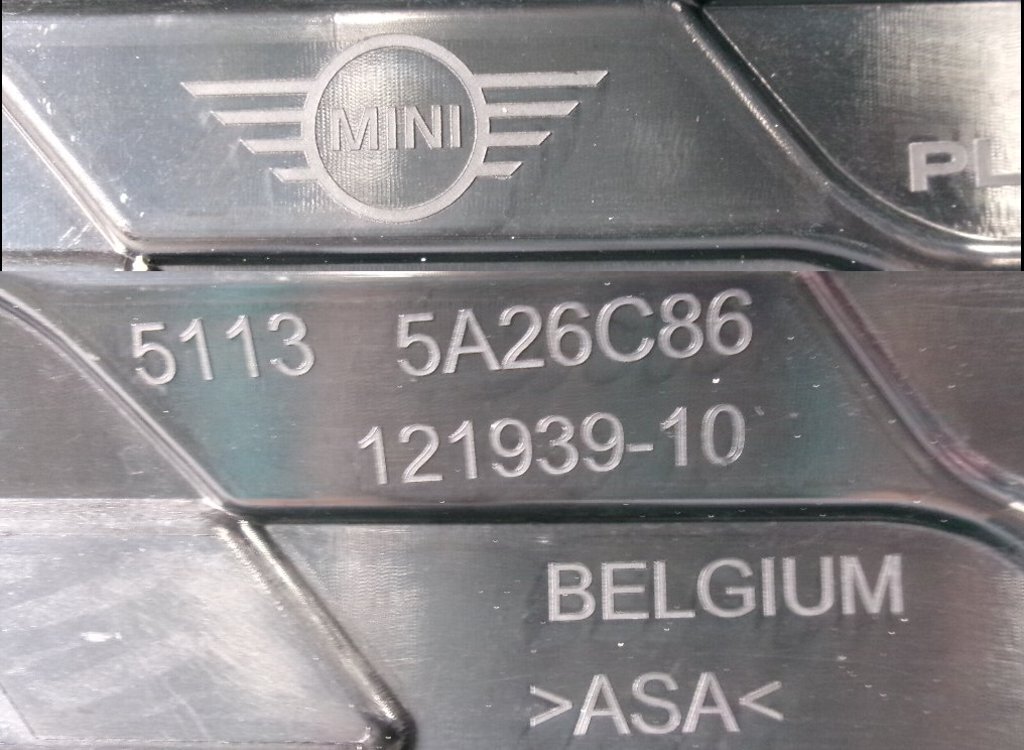 MINI
PL
5113 5A26C86
121939-10
BELGIUM
>ASA<